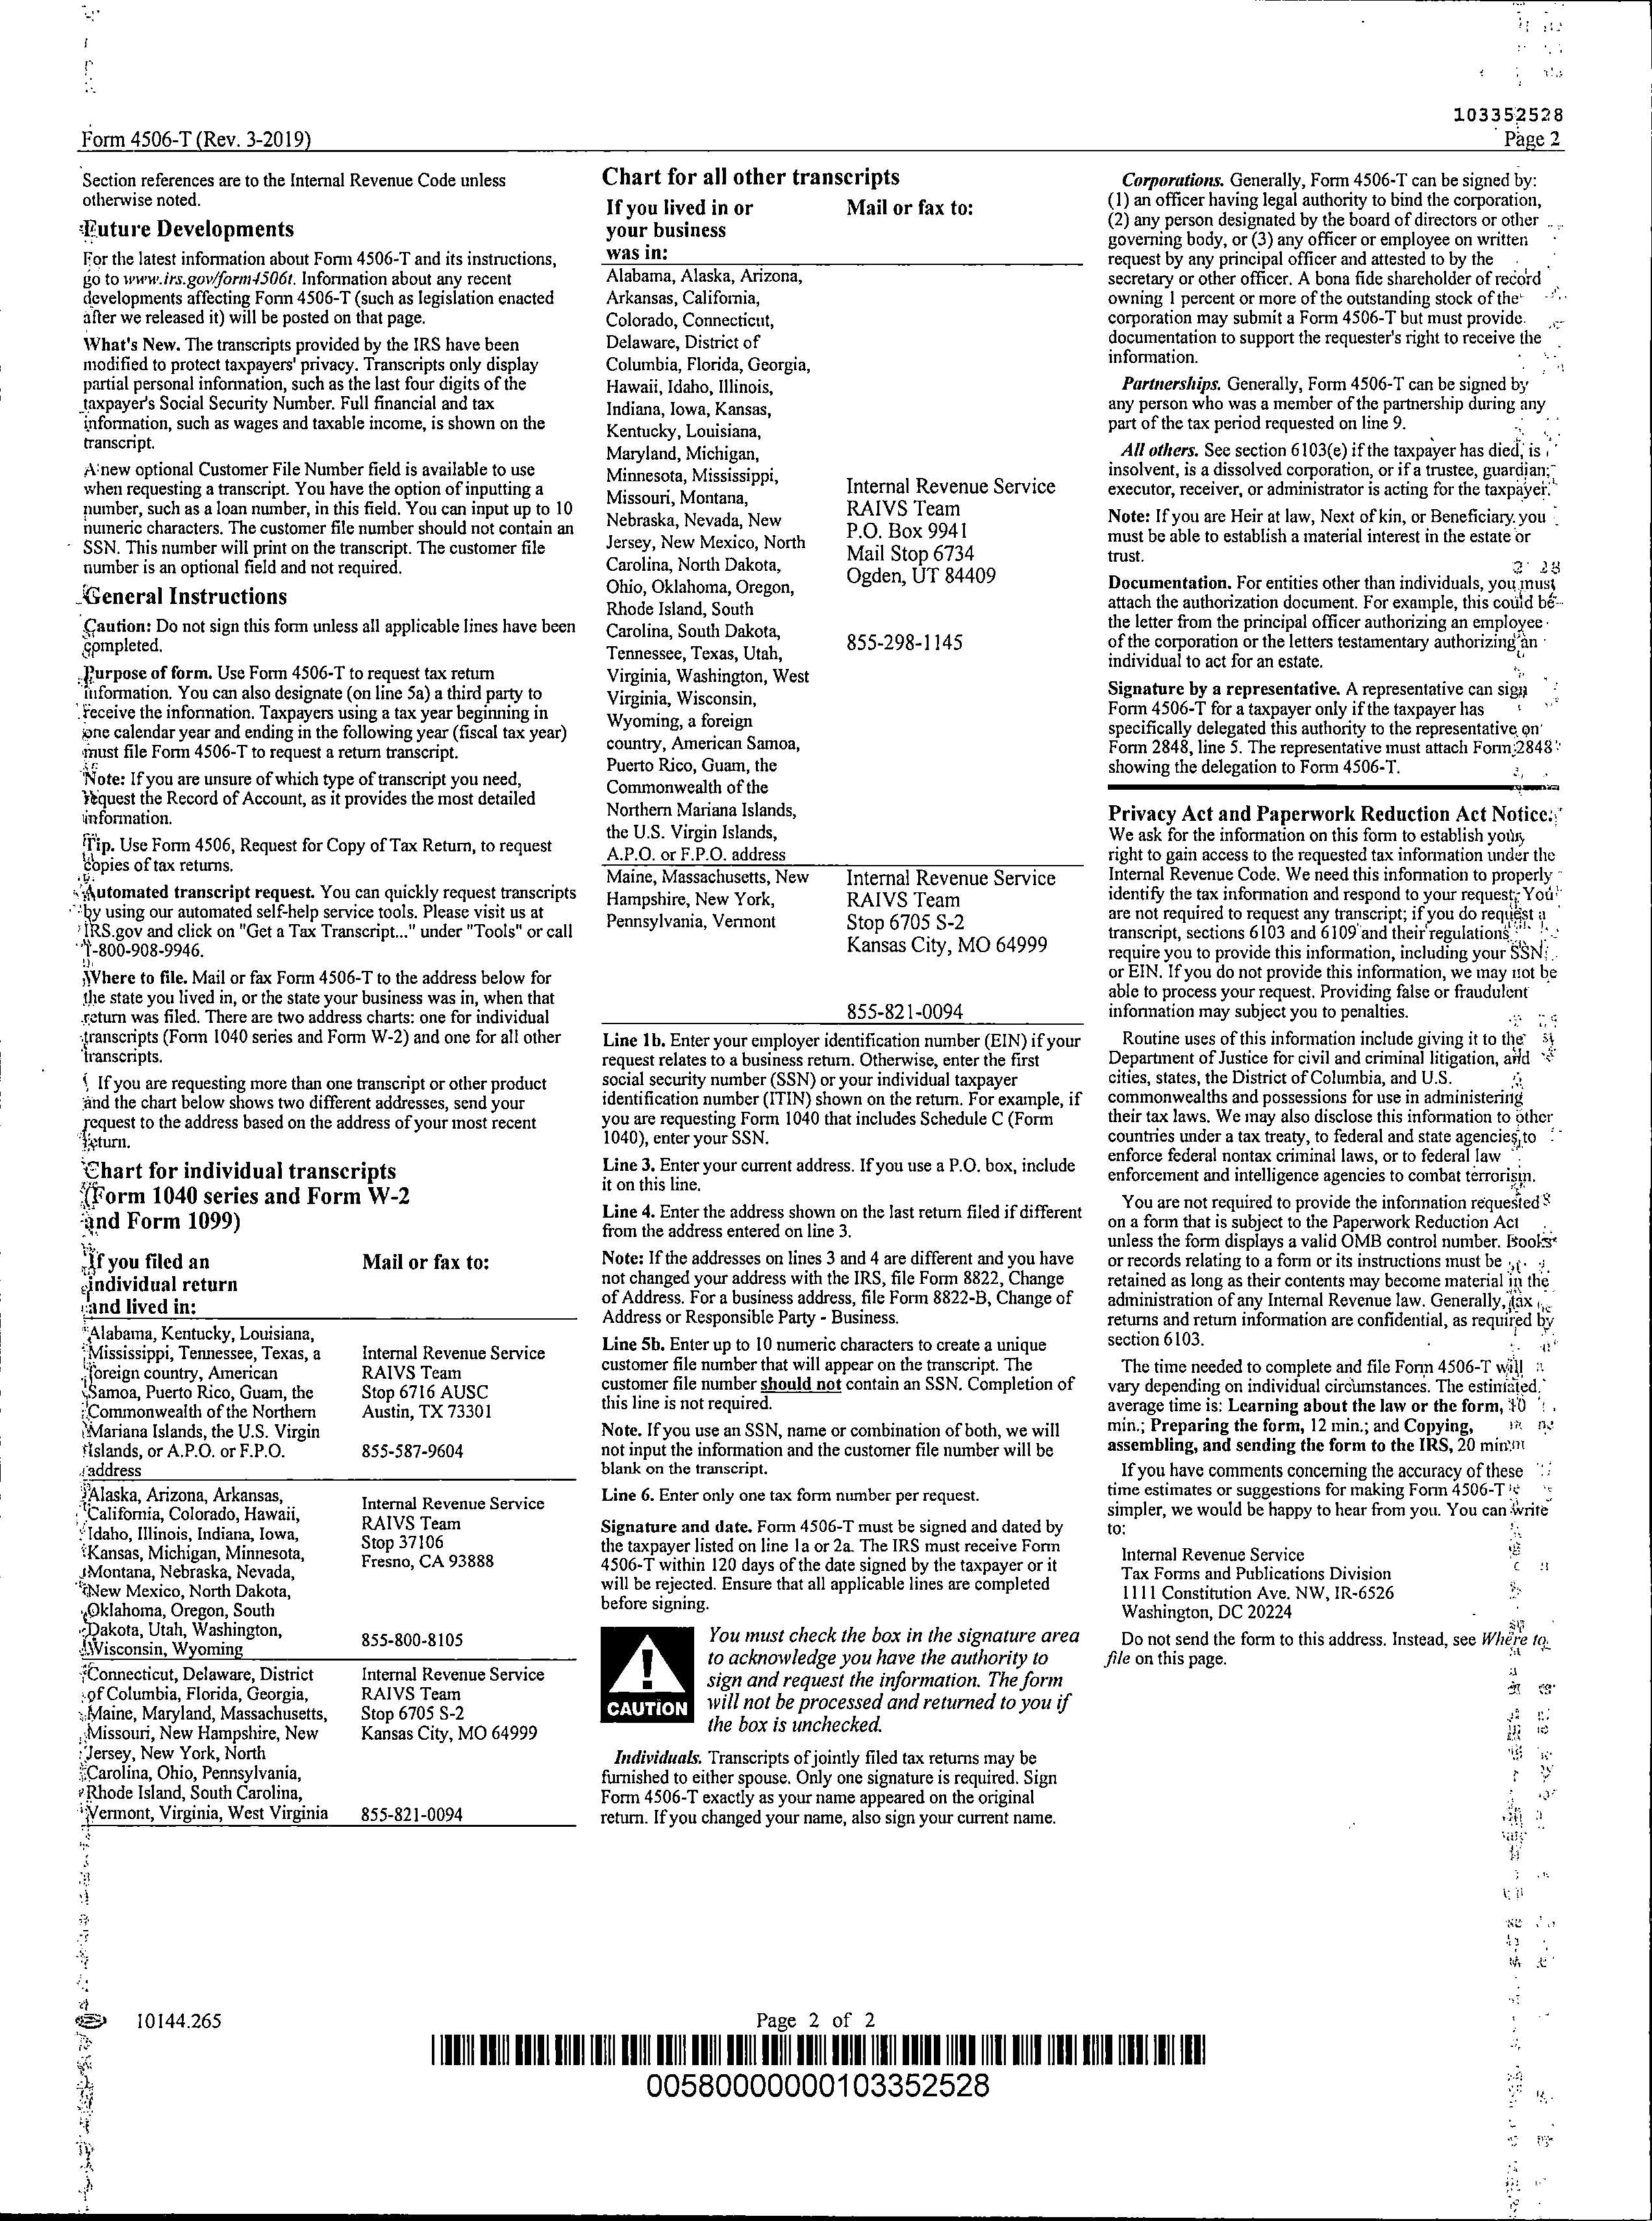 103352528
Form 4506-T (Rev. 3-2019)
Page 2
Section references are to the Internal Revenue Code unless
otherwise noted.
Future Developments
For the latest information about Form 4506-T and its instructions,
go to www.irs.gov/form4506t. Information about any recent
developments affecting Form 4506-T (such as legislation enacted
after we released it) will be posted on that page.
What's New. The transcripts provided by the IRS have been
modified to protect taxpayers' privacy. Transcripts only display
partial personal information, such as the last four digits of the
taxpayer's Social Security Number. Full financial and tax
information, such as wages and taxable income, is shown on the
transcript.
A new optional Customer File Number field is available to use
when requesting a transcript. You have the option of inputting a
number, such as a loan number, in this field. You can input up to 10
numeric characters. The customer file number should not contain an
SSN. This number will print on the transcript. The customer file
number is an optional field and not required.
General Instructions
Caution: Do not sign this form unless all applicable lines have been
completed.
Purpose of form. Use Form 4506-T to request tax return
information. You can also designate (on line 5a) a third party to
receive the information. Taxpayers using a tax year beginning in
one calendar year and ending in the following year (fiscal tax year)
must file Form 4506-T to request a return transcript.
Note: If you are unsure of which type of transcript you need,
request the Record of Account, as it provides the most detailed
information.
Tip. Use Form 4506, Request for Copy of Tax Return, to request
copies of tax returns.
Automated transcript request. You can quickly request transcripts
by using our automated self-help service tools. Please visit us at
IRS.gov and click on "Get a Tax Transcript..." under "Tools" or call
1-800-908-9946.
Where to file. Mail or fax Form 4506-T to the address below for
the state you lived in, or the state your business was in, when that
return was filed. There are two address charts: one for individual
transcripts (Form 1040 series and Form W-2) and one for all other
transcripts.
If you are requesting more than one transcript or other product
and the chart below shows two different addresses, send your
request to the address based on the address of your most recent
return.
Chart for individual transcripts
(Form 1040 series and Form W-2
and Form 1099)
If you filed an
individual return
and lived in:
Mail or fax to:
Alabama, Kentucky, Louisiana,
Mississippi, Tennessee, Texas, a
foreign country, American
Samoa, Puerto Rico, Guam, the
Commonwealth of the Northern
Mariana Islands, the U.S. Virgin
Islands, or A.P.O. or F.P.O.
address
Internal Revenue Service
RAIVS Team
Stop 6716 AUSC
Austin, TX 73301
855-587-9604
Alaska, Arizona, Arkansas,
California, Colorado, Hawaii,
Idaho, Illinois, Indiana, Iowa,
Kansas, Michigan, Minnesota,
Montana, Nebraska, Nevada,
New Mexico, North Dakota,
Oklahoma, Oregon, South
Dakota, Utah, Washington,
Wisconsin, Wyoming
Internal Revenue Service
RAIVS Team
Stop 37106
Fresno, CA 93888
855-800-8105
Connecticut, Delaware, District
of Columbia, Florida, Georgia,
Maine, Maryland, Massachusetts,
Missouri, New Hampshire, New
Jersey, New York, North
Carolina, Ohio, Pennsylvania,
Rhode Island, South Carolina,
Vermont, Virginia, West Virginia
Internal Revenue Service
RAIVS Team
Stop 6705 S-2
Kansas City, MO 64999
855-821-0094
Chart for all other transcripts
If you lived in or
your business
was in:
Mail or fax to:
Alabama, Alaska, Arizona,
Arkansas, California,
Colorado, Connecticut,
Delaware, District of
Columbia, Florida, Georgia,
Hawaii, Idaho, Illinois,
Indiana, Iowa, Kansas,
Kentucky, Louisiana,
Maryland, Michigan,
Minnesota, Mississippi,
Missouri, Montana,
Nebraska, Nevada, New
Jersey, New Mexico, North
Carolina, North Dakota,
Ohio, Oklahoma, Oregon,
Rhode Island, South
Carolina, South Dakota,
Tennessee, Texas, Utah,
Virginia, Washington, West
Virginia, Wisconsin,
Wyoming, a foreign
country, American Samoa,
Puerto Rico, Guam, the
Commonwealth of the
Northern Mariana Islands,
the U.S. Virgin Islands,
A.P.O. or F.P.O. address
Internal Revenue Service
RAIVS Team
P.O. Box 9941
Mail Stop 6734
Ogden, UT 84409
855-298-1145
Maine, Massachusetts, New
Hampshire, New York,
Pennsylvania, Vermont
Internal Revenue Service
RAIVS Team
Stop 6705 S-2
Kansas City, MO 64999
855-821-0094
Line 1b. Enter your employer identification number (EIN) if your
request relates to a business return. Otherwise, enter the first
social security number (SSN) or your individual taxpayer
identification number (ITIN) shown on the return. For example, if
you are requesting Form 1040 that includes Schedule C (Form
1040), enter your SSN.
Line 3. Enter your current address. If you use a P.O. box, include
it on this line.
Line 4. Enter the address shown on the last return filed if different
from the address entered on line 3.
Note: If the addresses on lines 3 and 4 are different and you have
not changed your address with the IRS, file Form 8822, Change
of Address. For a business address, file Form 8822-B, Change of
Address or Responsible Party - Business.
Line 5b. Enter up to 10 numeric characters to create a unique
customer file number that will appear on the transcript. The
customer file number should not contain an SSN. Completion of
this line is not required.
Note. If you use an SSN, name or combination of both, we will
not input the information and the customer file number will be
blank on the transcript.
Line 6. Enter only one tax form number per request.
Signature and date. Form 4506-T must be signed and dated by
the taxpayer listed on line 1a or 2a. The IRS must receive Form
4506-T within 120 days of the date signed by the taxpayer or it
will be rejected. Ensure that all applicable lines are completed
before signing.
CAUTION
You must check the box in the signature area
to acknowledge you have the authority to
sign and request the information. The form
will not be processed and returned to you if
the box is unchecked.
Individuals. Transcripts of jointly filed tax returns may be
furnished to either spouse. Only one signature is required. Sign
Form 4506-T exactly as your name appeared on the original
return. If you changed your name, also sign your current name.
Corporations. Generally, Form 4506-T can be signed by:
(1) an officer having legal authority to bind the corporation,
(2) any person designated by the board of directors or other
governing body, or (3) any officer or employee on written
request by any principal officer and attested to by the
secretary or other officer. A bona fide shareholder of record
owning 1 percent or more of the outstanding stock of the
corporation may submit a Form 4506-T but must provide
documentation to support the requester's right to receive the
information.
Partnerships. Generally, Form 4506-T can be signed by
any person who was a member of the partnership during any
part of the tax period requested on line 9.
All others. See section 6103(e) if the taxpayer has died, is
insolvent, is a dissolved corporation, or if a trustee, guardian,
executor, receiver, or administrator is acting for the taxpayer.
Note: If you are Heir at law, Next of kin, or Beneficiary you
must be able to establish a material interest in the estate or
trust.
Documentation. For entities other than individuals, you must
attach the authorization document. For example, this could be
the letter from the principal officer authorizing an employee
of the corporation or the letters testamentary authorizing an
individual to act for an estate.
Signature by a representative. A representative can sign
Form 4506-T for a taxpayer only if the taxpayer has
specifically delegated this authority to the representative on
Form 2848, line 5. The representative must attach Form 2848
showing the delegation to Form 4506-T.
Privacy Act and Paperwork Reduction Act Notice.
We ask for the information on this form to establish your
right to gain access to the requested tax information under the
Internal Revenue Code. We need this information to properly
identify the tax information and respond to your request. You
are not required to request any transcript; if you do request a
transcript, sections 6103 and 6109 and their regulations
require you to provide this information, including your SSN
or EIN. If you do not provide this information, we may not be
able to process your request. Providing false or fraudulent
information may subject you to penalties.
Routine uses of this information include giving it to the
Department of Justice for civil and criminal litigation, and
cities, states, the District of Columbia, and U.S.
commonwealths and possessions for use in administering
their tax laws. We may also disclose this information to other
countries under a tax treaty, to federal and state agencies to
enforce federal nontax criminal laws, or to federal law
enforcement and intelligence agencies to combat terrorism.
You are not required to provide the information requested
on a form that is subject to the Paperwork Reduction Act
unless the form displays a valid OMB control number. Books
or records relating to a form or its instructions must be
retained as long as their contents may become material in the
administration of any Internal Revenue law. Generally, tax
returns and return information are confidential, as required by
section 6103.
The time needed to complete and file Form 4506-T will
vary depending on individual circumstances. The estimated
average time is: Learning about the law or the form, 10
min.; Preparing the form, 12 min.; and Copying,
assembling, and sending the form to the IRS, 20 min.
If you have comments concerning the accuracy of these
time estimates or suggestions for making Form 4506-T
simpler, we would be happy to hear from you. You can write
to:
Internal Revenue Service
Tax Forms and Publications Division
1111 Constitution Ave. NW, IR-6526
Washington, DC 20224
Do not send the form to this address. Instead, see Where to
file on this page.
10144.265
Page 2 of 2
00580000000103352528